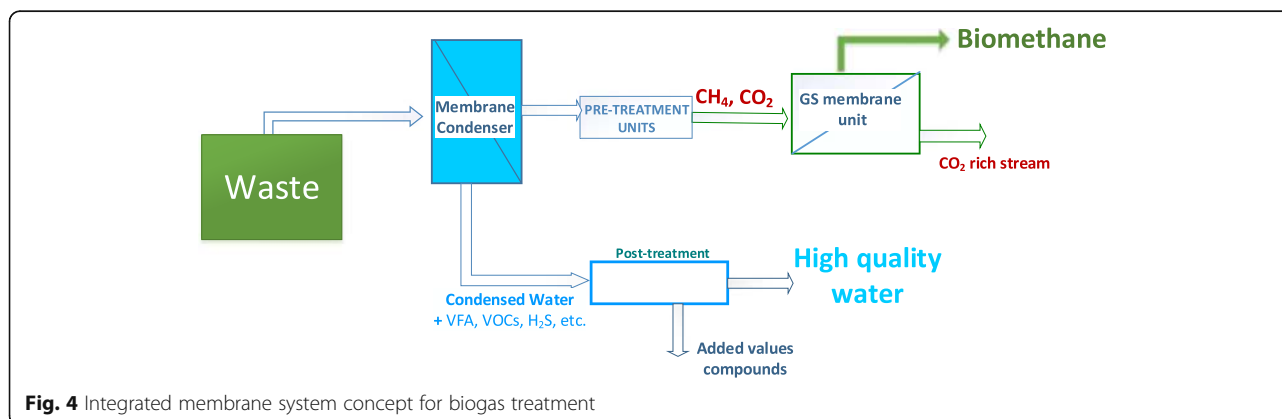 Biomethane
Waste
Membrane
Condenser
PRE-TREATMENT
UNITS
CH₄, CO₂
GS membrane
unit
CO₂ rich stream
Condensed Water
+ VFA, VOCs, H₂S, etc.
Post-treatment
High quality
water
Added values
compounds
Fig. 4 Integrated membrane system concept for biogas treatment